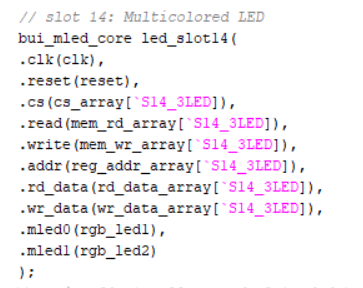 // slot 14: Multicolored LED
bui_mled_core led_slot14(
.clk(clk),
.reset(reset),
.cs(cs_array[`S14_3LED]),
.read(mem_rd_array[`S14_3LED]),
.write(mem_wr_array[`S14_3LED]),
.addr(reg_addr_array[`S14_3LED]),
.rd_data(rd_data_array[`S14_3LED]),
.wr_data(wr_data_array[`S14_3LED]),
.mled0(rgb_led1),
.mled1(rgb_led2)
);